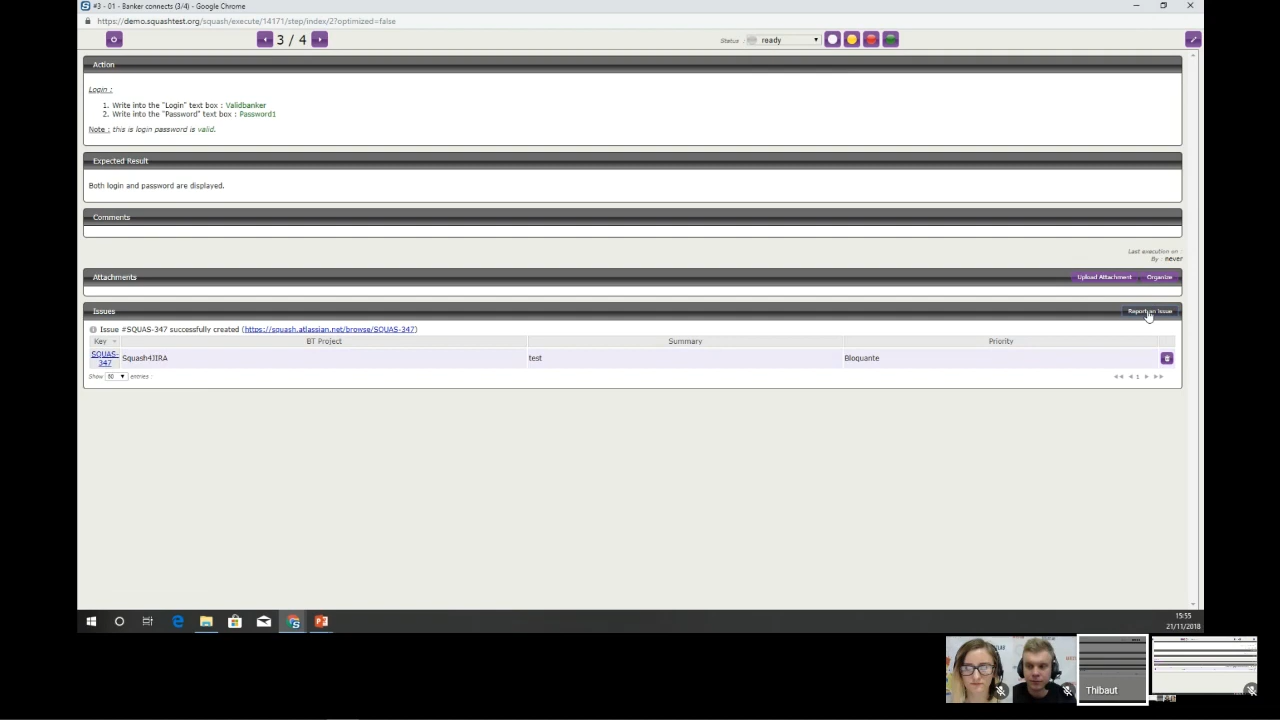 #3 - 01 - Banker connects (3/4) - Google Chrome
https://demo.squashtest.org/squash/execute/14171/step/index/2?optimized=false
3 / 4
Status :
ready
Action
Login :
1. Write into the "Login" text box : Validbanker
2. Write into the "Password" text box : Password1
Note : this is login password is valid.
Expected Result
Both login and password are displayed.
Comments
Last execution on :
By : never
Attachments
Upload Attachment
Organize
Issues
Report an Issue
Issue #SQUAS-347 successfully created (https://squash.atlassian.net/browse/SQUAS-347)
Key
BT Project
Summary
Priority
SQUAS-
347
Squash4JIRA
test
Bloquante
Show 50 entries
1
15:55
21/11/2018
Thibaut